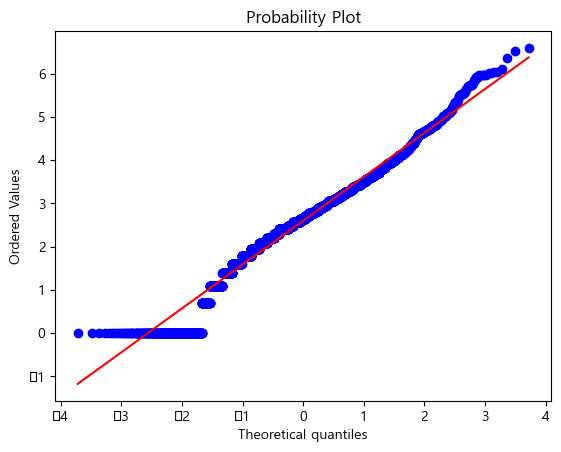 Probability Plot
Ordered Values
6
5
4
3
2
1
0
▯1
▯4 ▯3 ▯2 ▯1 0 1 2 3 4
Theoretical quantiles